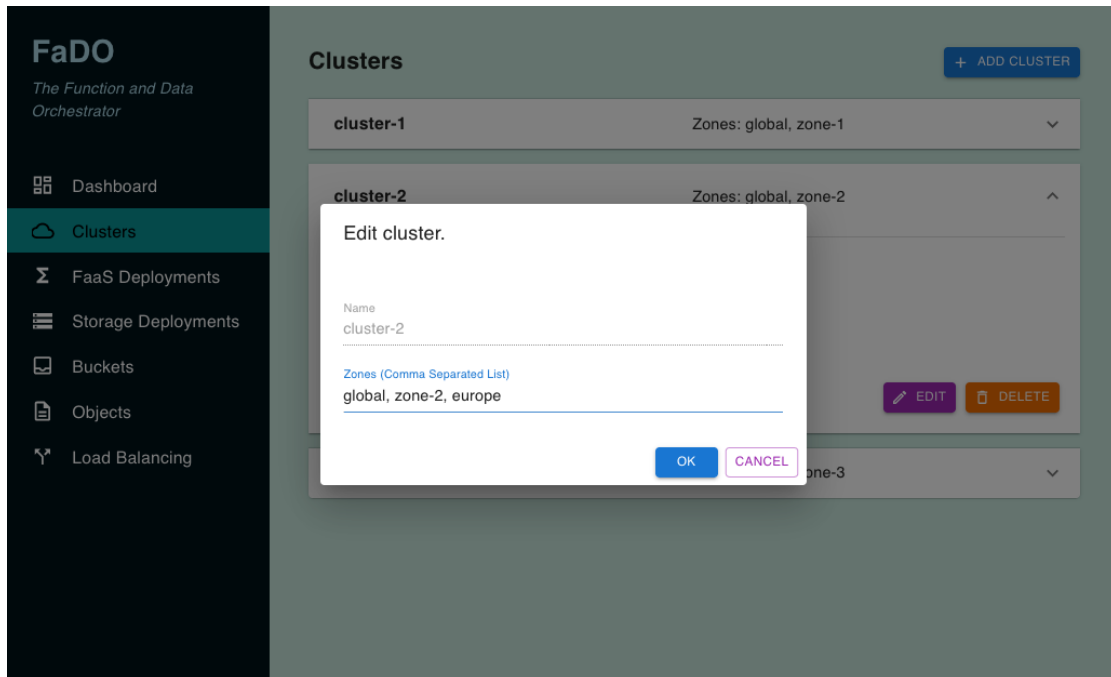 FaDO
The Function and Data
Orchestrator
Dashboard
Clusters
FaaS Deployments
Storage Deployments
Buckets
Objects
Load Balancing
Clusters
+ ADD CLUSTER
cluster-1 Zones: global, zone-1
cluster-2 Zones: global, zone-2
Edit cluster.
Name
cluster-2
Zones (Comma Separated List)
global, zone-2, europe
OK CANCEL
EDIT DELETE
one-3